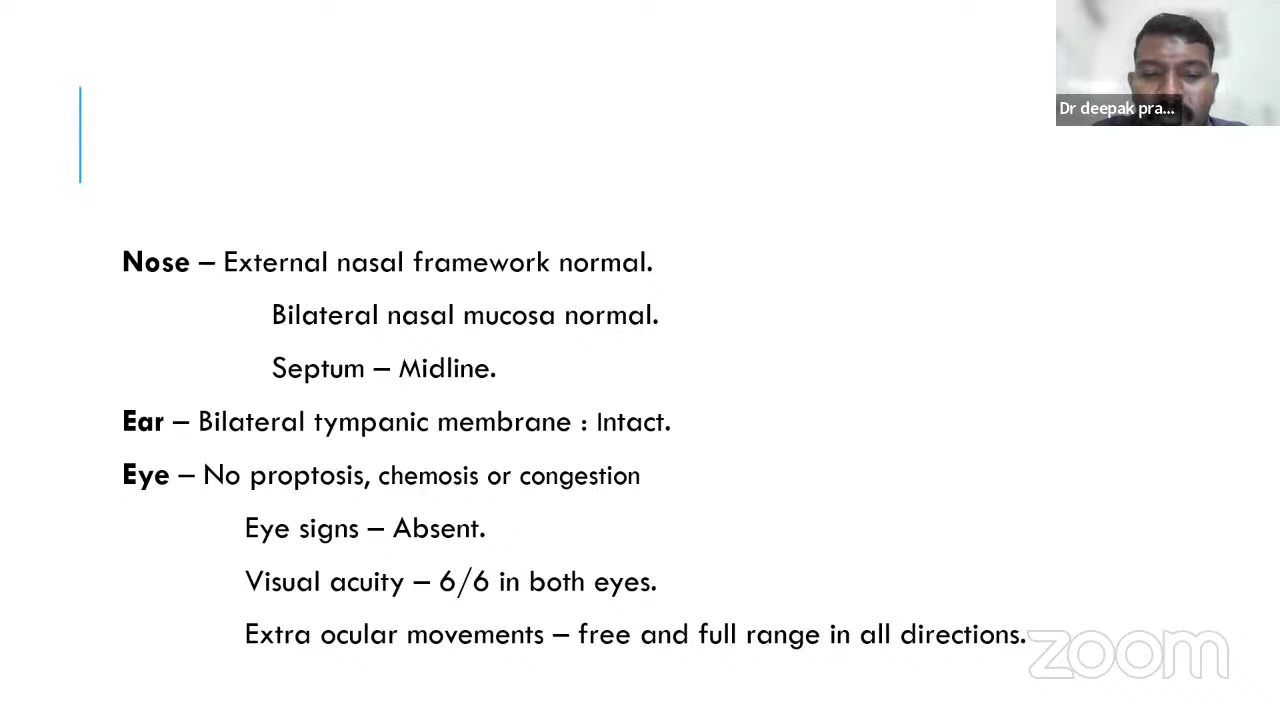 Dr deepak pra...
Nose – External nasal framework normal.
Bilateral nasal mucosa normal.
Septum – Midline.
Ear – Bilateral tympanic membrane : Intact.
Eye – No proptosis, chemosis or congestion
Eye signs – Absent.
Visual acuity – 6/6 in both eyes.
Extra ocular movements – free and full range in all directions.
zoom